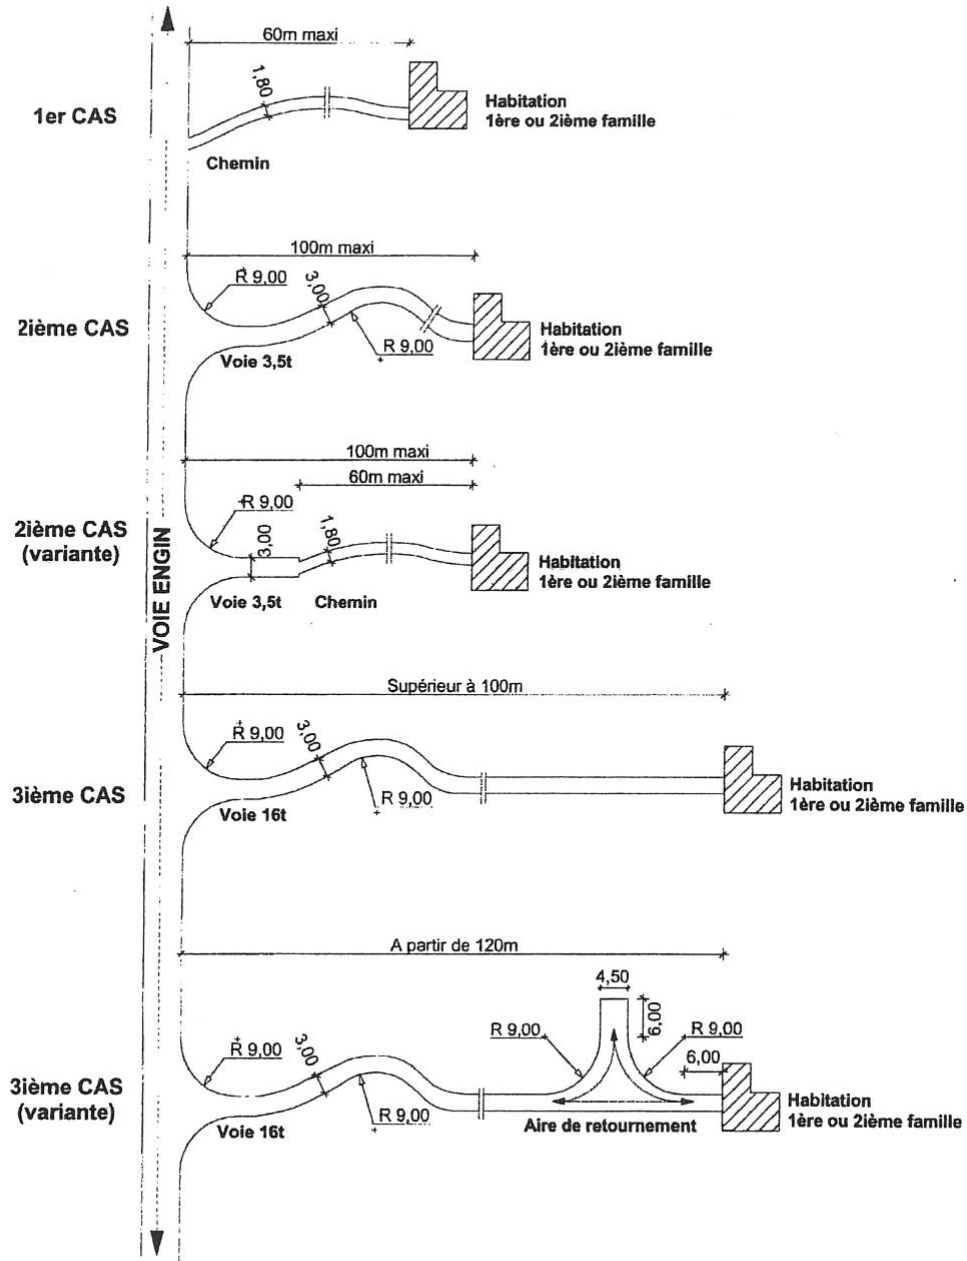 60m maxi
1,80
1er CAS
Habitation
1ère ou 2ième famille
Chemin
100m maxi
R 9,00
3,00
2ième CAS
R 9,00
Habitation
1ère ou 2ième famille
Voie 3,5t
100m maxi
60m maxi
R 9,00
2ième CAS
(variante)
3,00
1,80
Habitation
1ère ou 2ième famille
Voie 3,5t
Chemin
VOIE ENGIN
Supérieur à 100m
R 9,00
3,00
3ième CAS
R 9,00
Habitation
1ère ou 2ième famille
Voie 16t
A partir de 120m
4,50
6,00
R 9,00
R 9,00
R 9,00
3,00
6,00
3ième CAS
(variante)
R 9,00
Habitation
1ère ou 2ième famille
Voie 16t
Aire de retournement